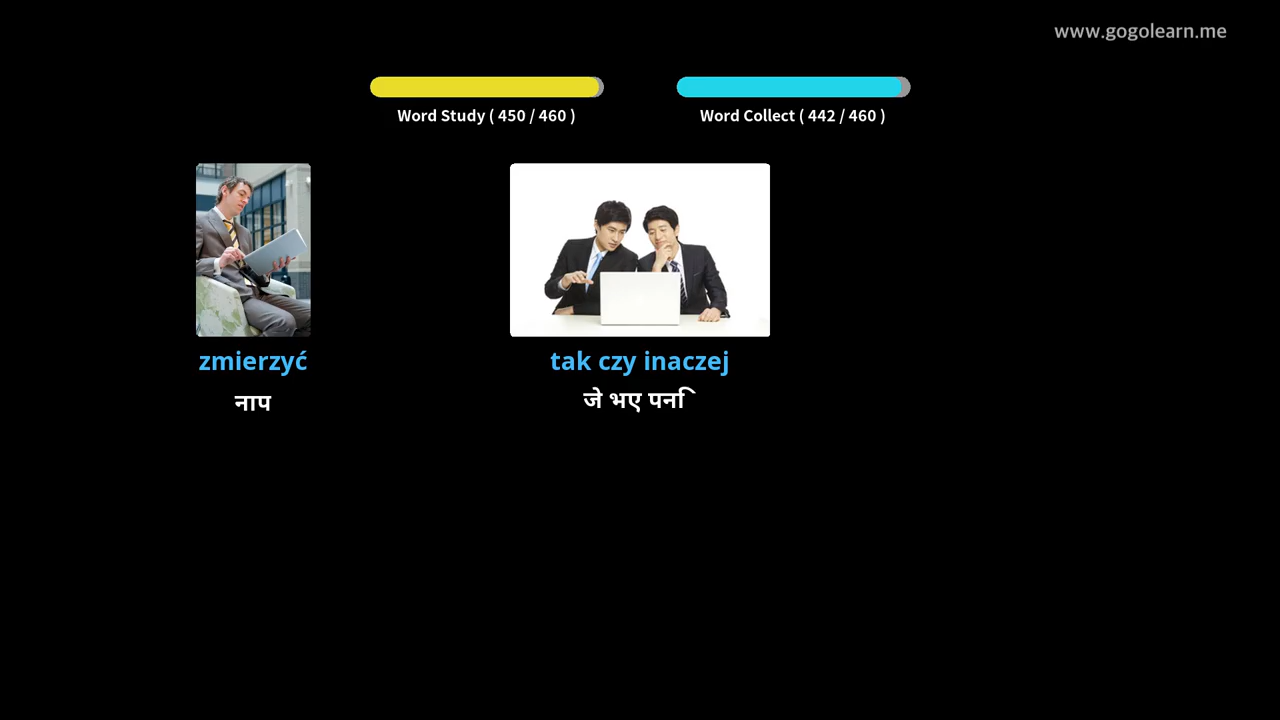 www.gogolearn.me
Word Study ( 450 / 460 )
Word Collect ( 442 / 460 )
zmierzyć
नाप
tak czy inaczej
जे भए पनि